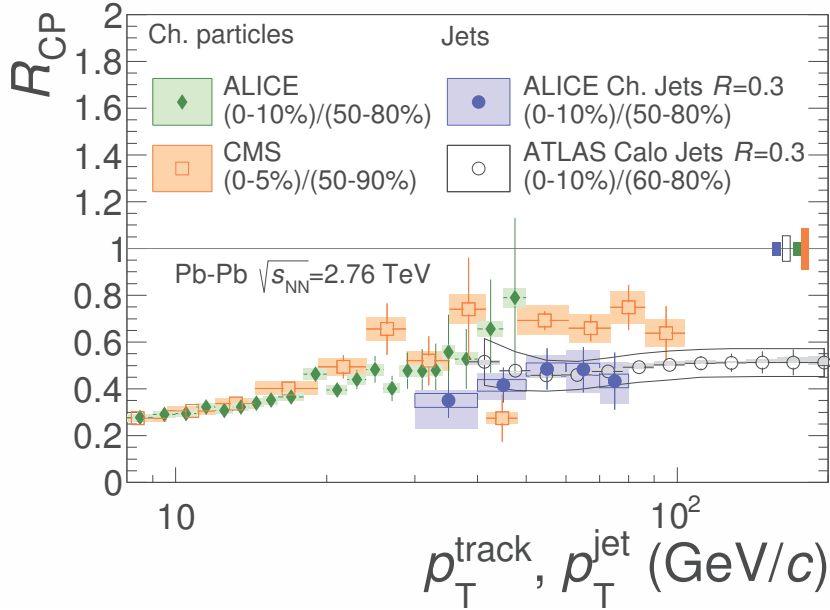 R_CP
2
1.8
1.6
1.4
1.2
1
0.8
0.6
0.4
0.2
0
Ch. particles
ALICE
(0-10%)/(50-80%)
CMS
(0-5%)/(50-90%)
Jets
ALICE Ch. Jets R=0.3
(0-10%)/(50-80%)
ATLAS Calo Jets R=0.3
(0-10%)/(60-80%)
Pb-Pb √s_NN=2.76 TeV
10 10²
p_T^track, p_T^jet (GeV/c)